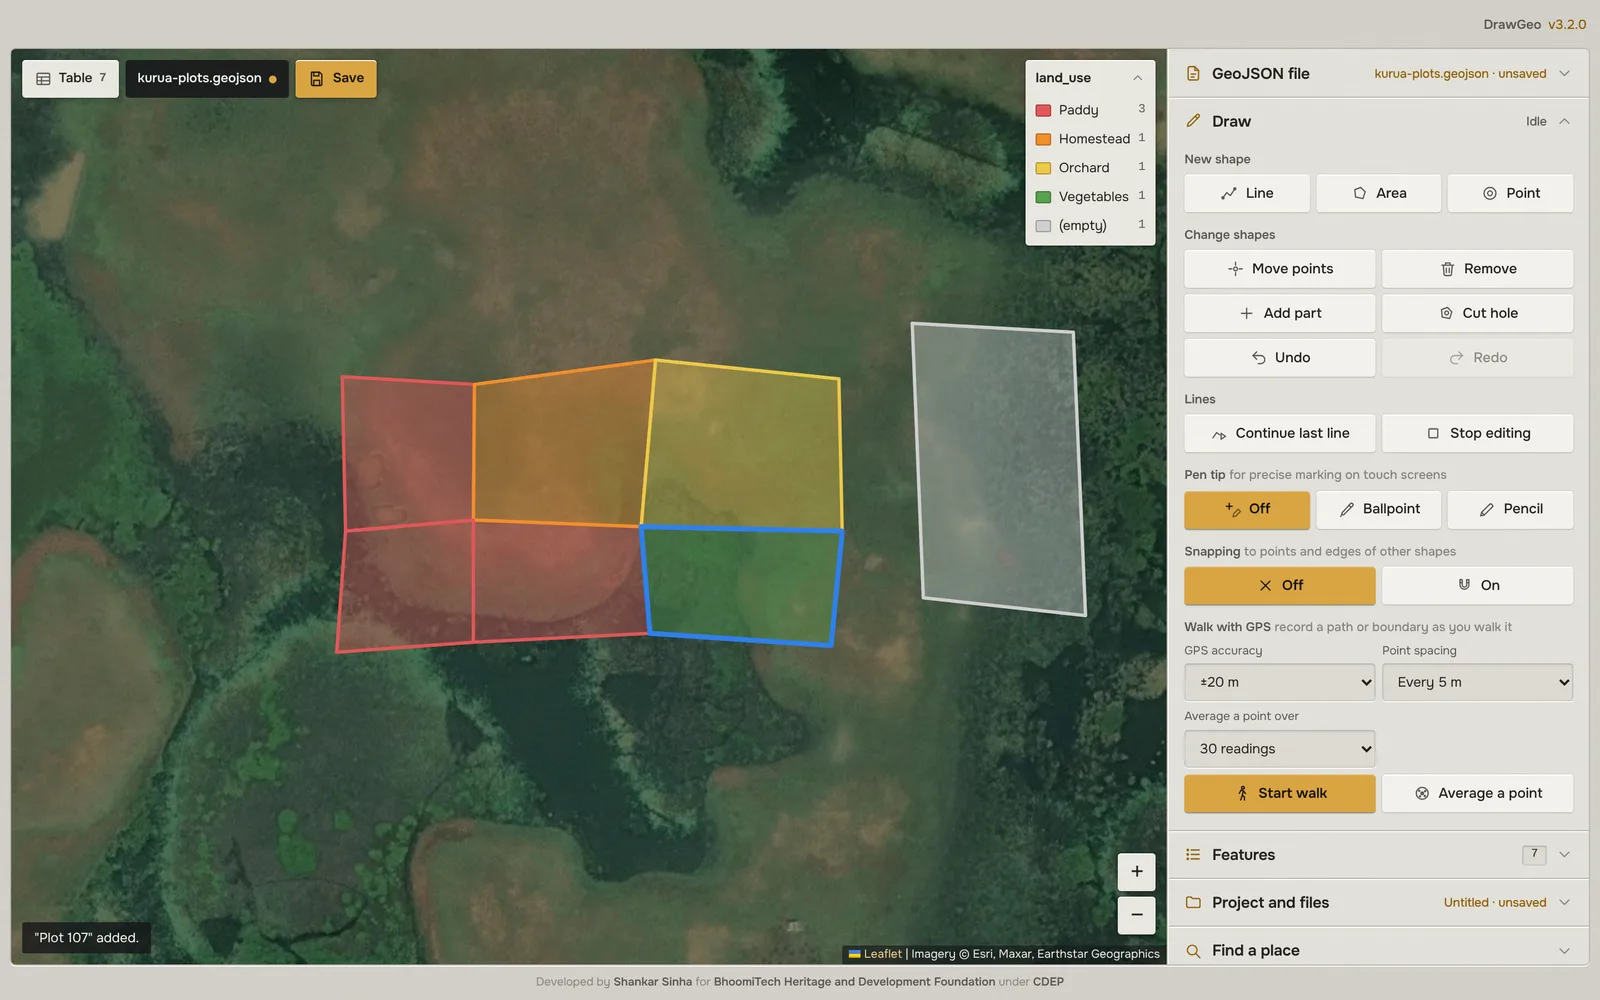 DrawGeo v3.2.0
Table 7
kurua-plots.geojson
Save
land_use
Paddy 3
Homestead 1
Orchard 1
Vegetables 1
(empty) 1
"Plot 107" added.
+
−
Leaflet | Imagery © Esri, Maxar, Earthstar Geographics
GeoJSON file kurua-plots.geojson · unsaved
Draw Idle
New shape
Line Area Point
Change shapes
Move points Remove
Add part Cut hole
Undo Redo
Lines
Continue last line Stop editing
Pen tip for precise marking on touch screens
Off Ballpoint Pencil
Snapping to points and edges of other shapes
Off On
Walk with GPS record a path or boundary as you walk it
GPS accuracy Point spacing
±20 m Every 5 m
Average a point over
30 readings
Start walk Average a point
Features 7
Project and files Untitled · unsaved
Find a place
Developed by Shankar Sinha for BhoomiTech Heritage and Development Foundation under CDEP